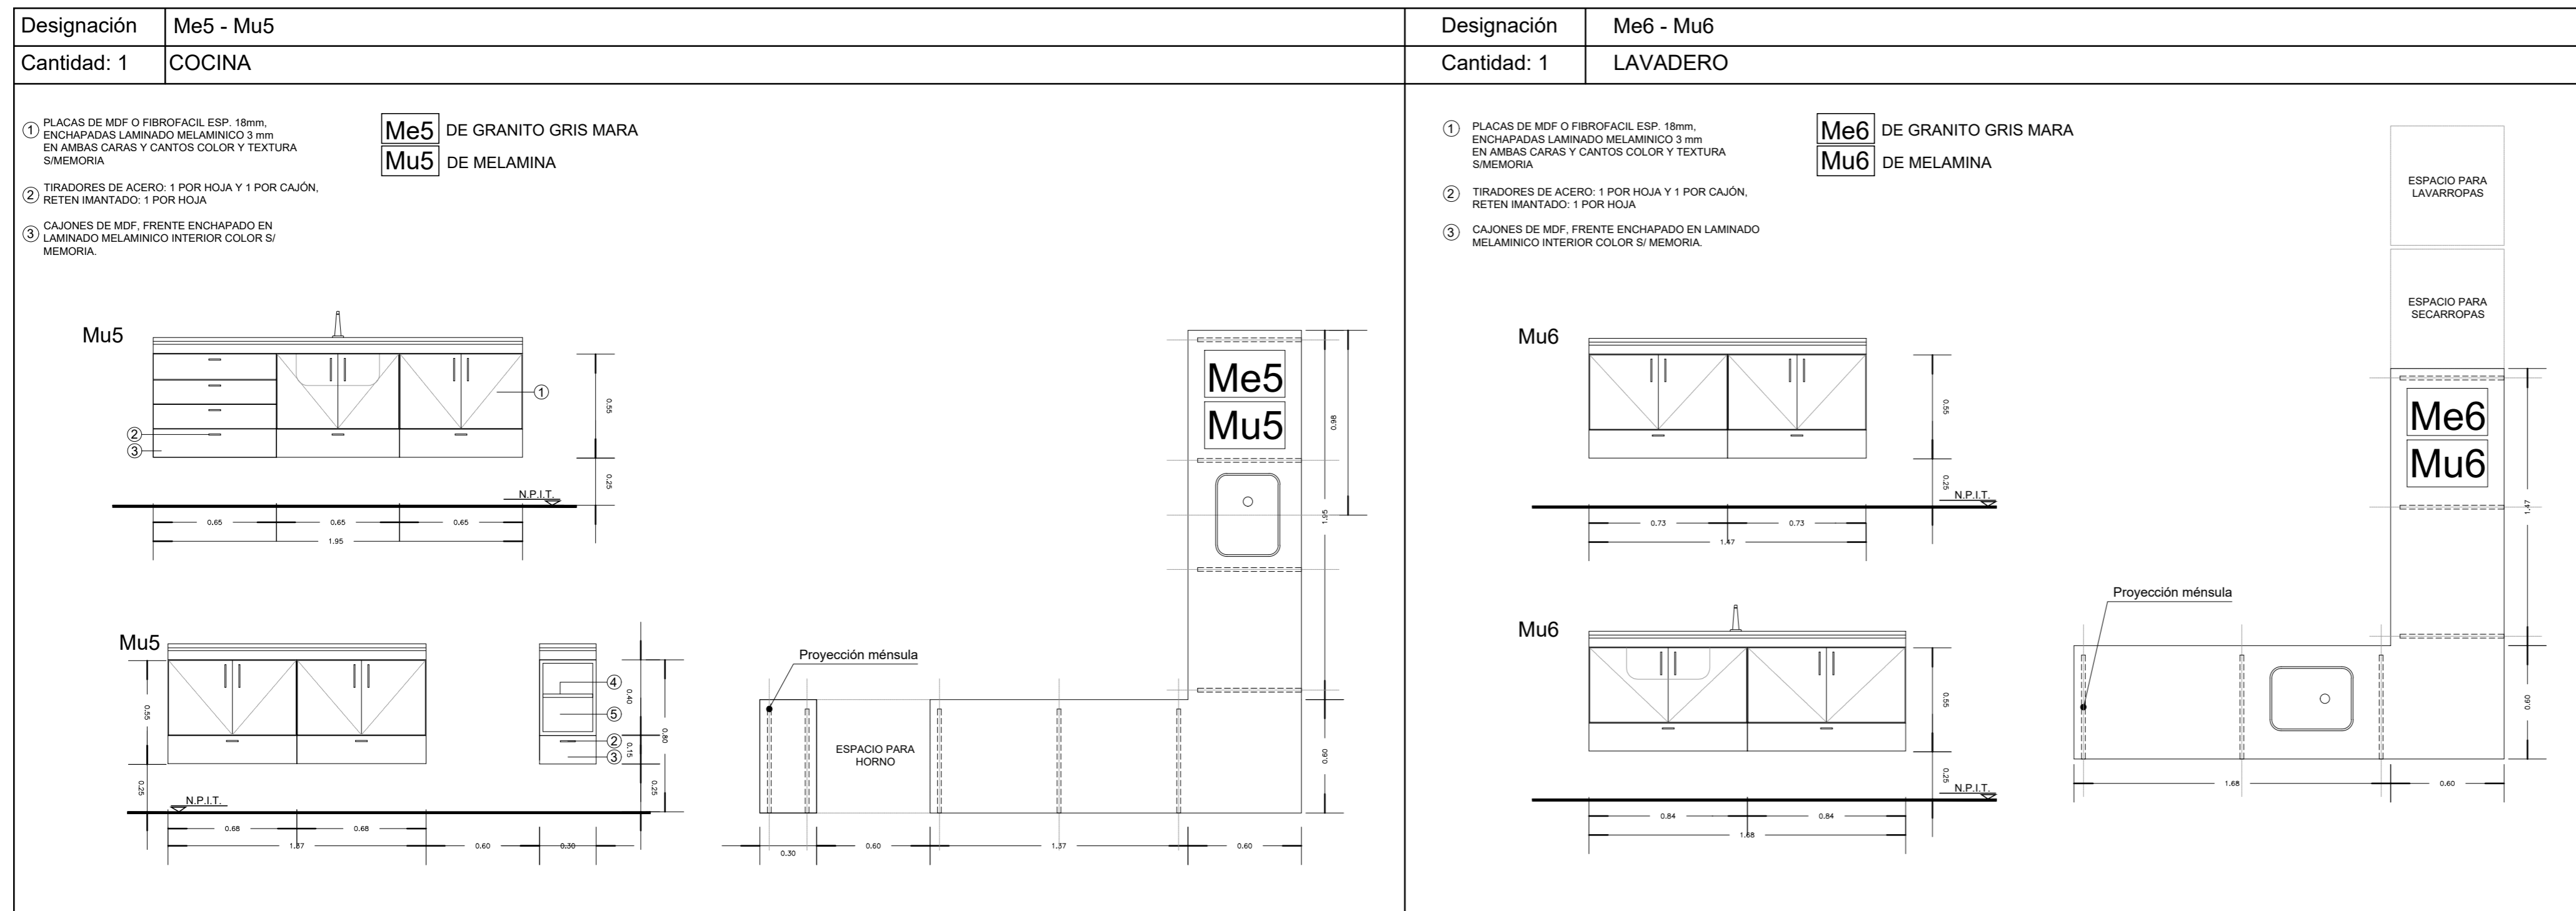 Designación Me5 - Mu5
Cantidad: 1 COCINA
1 PLACAS DE MDF O FIBROFACIL ESP. 18mm,
ENCHAPADAS LAMINADO MELAMINICO 3 mm
EN AMBAS CARAS Y CANTOS COLOR Y TEXTURA
S/MEMORIA
2 TIRADORES DE ACERO: 1 POR HOJA Y 1 POR CAJÓN,
RETEN IMANTADO: 1 POR HOJA
3 CAJONES DE MDF, FRENTE ENCHAPADO EN
LAMINADO MELAMINICO INTERIOR COLOR S/
MEMORIA.
Me5 DE GRANITO GRIS MARA
Mu5 DE MELAMINA
Mu5
1
2
3
0.55
0.25
N.P.I.T.
0.65 0.65 0.65
1.95
Mu5
0.55
0.25
N.P.I.T.
0.68 0.68
1.37 0.60 0.30
4
5
2
3
0.40
0.15
0.80
0.25
Proyección ménsula
ESPACIO PARA
HORNO
Me5
Mu5
0.98
1.95
0.60
0.30 0.60 1.37 0.60
Designación Me6 - Mu6
Cantidad: 1 LAVADERO
1 PLACAS DE MDF O FIBROFACIL ESP. 18mm,
ENCHAPADAS LAMINADO MELAMINICO 3 mm
EN AMBAS CARAS Y CANTOS COLOR Y TEXTURA
S/MEMORIA
2 TIRADORES DE ACERO: 1 POR HOJA Y 1 POR CAJÓN,
RETEN IMANTADO: 1 POR HOJA
3 CAJONES DE MDF, FRENTE ENCHAPADO EN LAMINADO
MELAMINICO INTERIOR COLOR S/ MEMORIA.
Me6 DE GRANITO GRIS MARA
Mu6 DE MELAMINA
Mu6
0.55
0.25
N.P.I.T.
0.73 0.73
1.47
Mu6
0.55
0.25
N.P.I.T.
0.84 0.84
1.68
ESPACIO PARA
LAVARROPAS
ESPACIO PARA
SECARROPAS
Me6
Mu6
1.47
Proyección ménsula
0.60
1.68 0.60